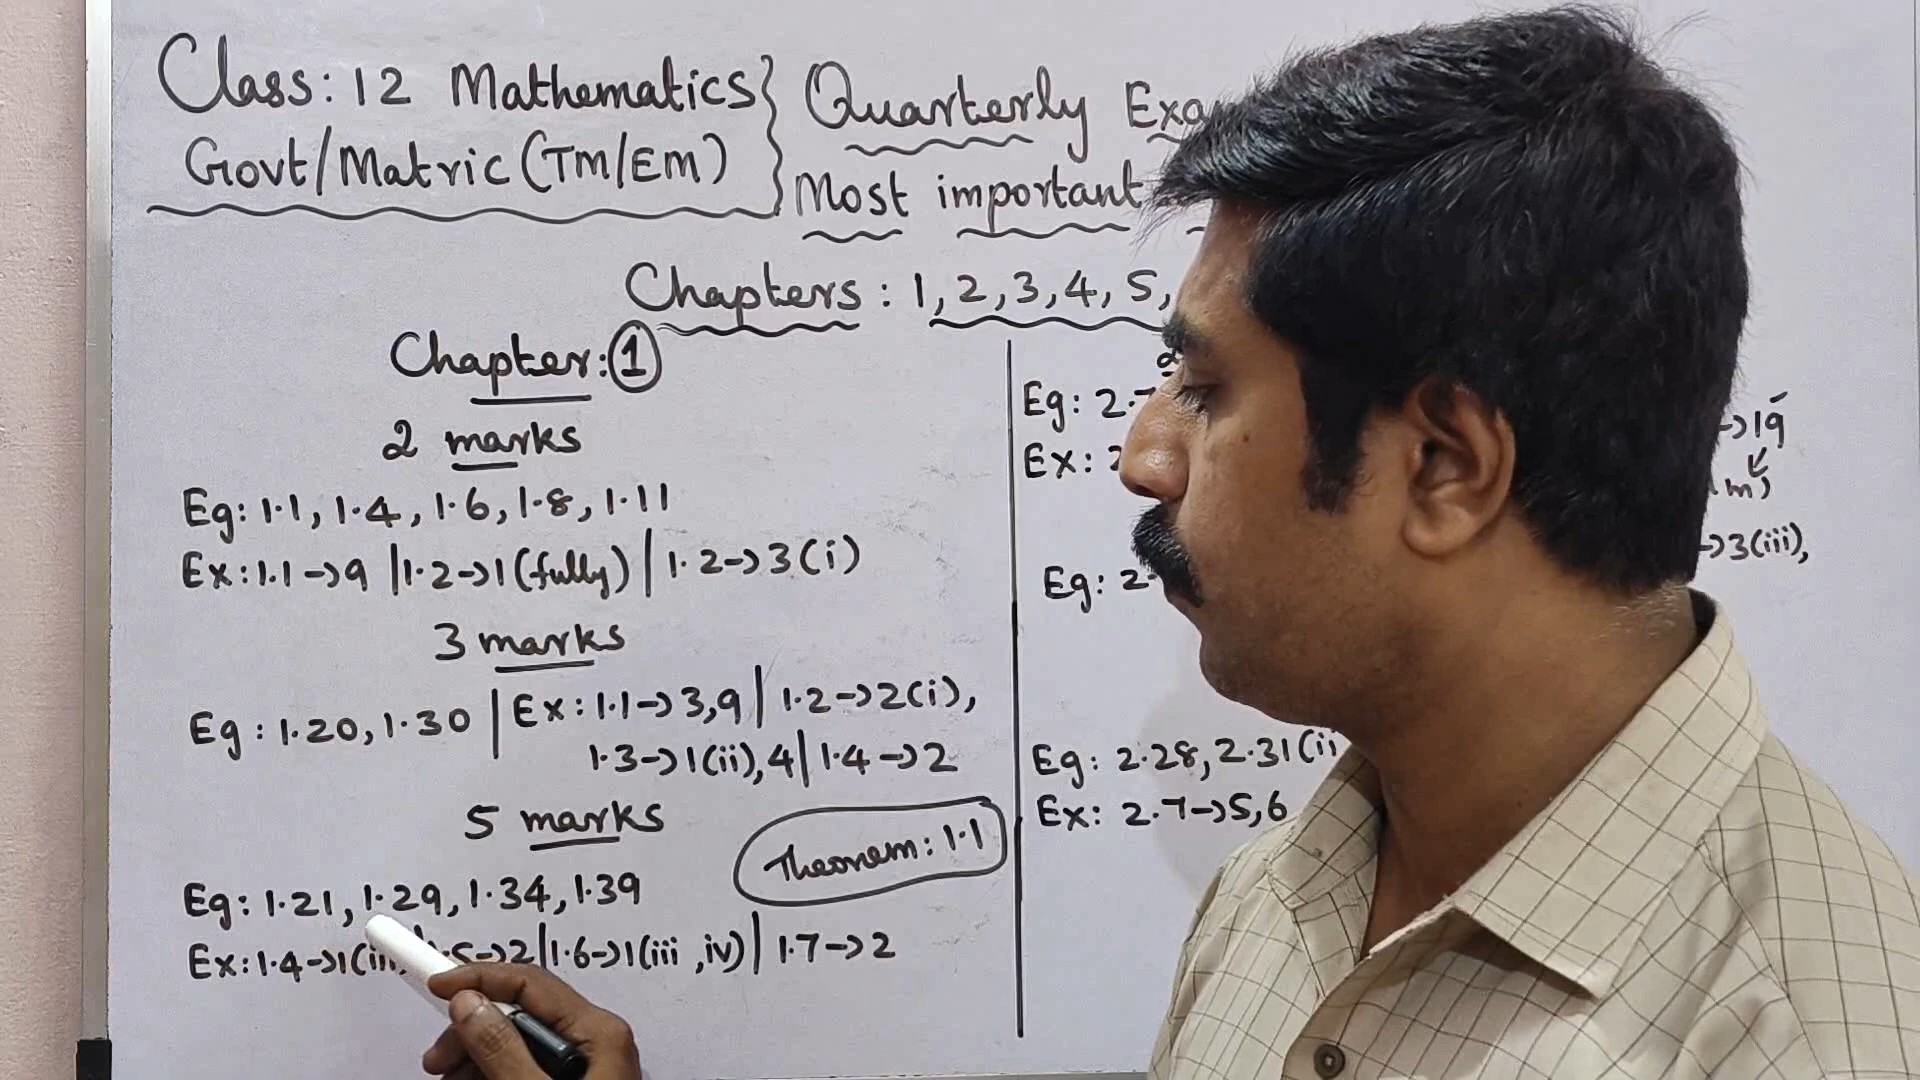 Class: 12 Mathematics
Govt/Matric (TM/EM)
Quarterly
Most important
Chapters : 1, 2, 3, 4, 5,
Chapter: 1
2 marks
Eg: 1.1, 1.4, 1.6, 1.8, 1.11
Ex: 1.1→9 | 1.2→1(fully) | 1.2→3(i)
3 marks
Eg: 1.20, 1.30 | Ex: 1.1→3,9 | 1.2→2(i),
1.3→1(ii),4 | 1.4→2
5 marks
Theorem: 1.1
Eg: 1.21, 1.29, 1.34, 1.39
Ex: 1.4→1(iii) 5→2 | 1.6→1(iii, iv) | 1.7→2
Eg: 2.7
Ex:
→19
m)
→3(iii),
Eg: 2.
Eg: 2.28, 2.31(ii
Ex: 2.7→5,6